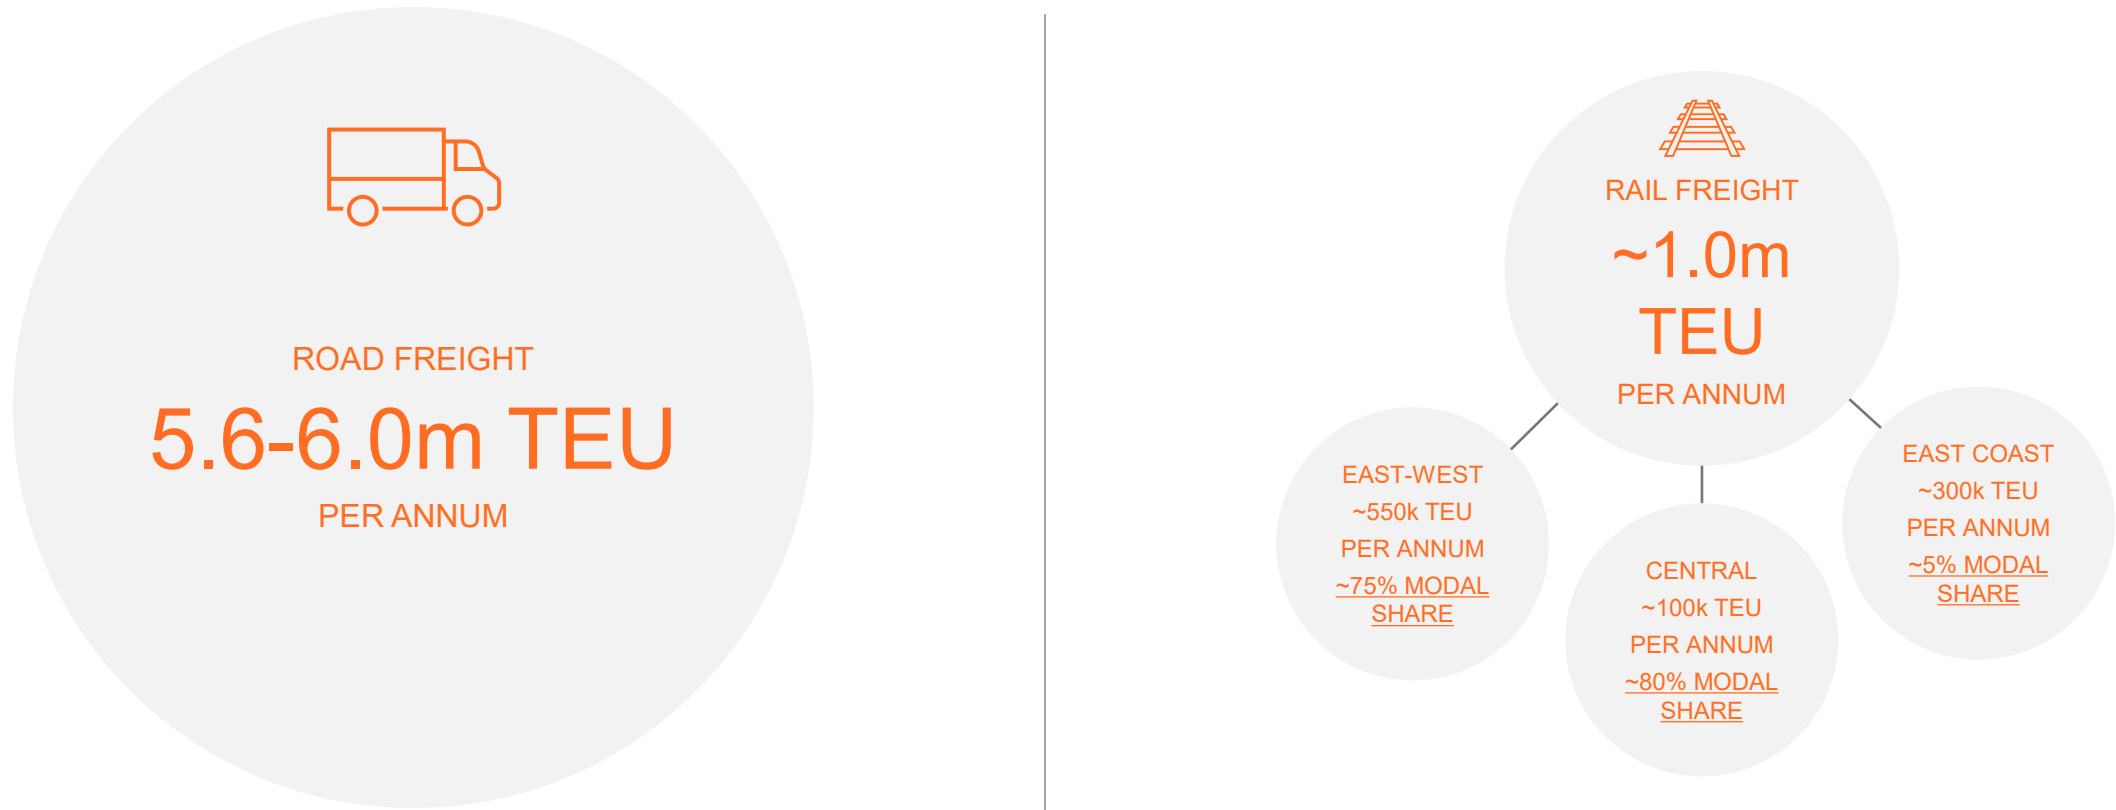 ROAD FREIGHT
5.6-6.0m TEU
PER ANNUM
RAIL FREIGHT
~1.0m
TEU
PER ANNUM
EAST-WEST
~550k TEU
PER ANNUM
~75% MODAL
SHARE
CENTRAL
~100k TEU
PER ANNUM
~80% MODAL
SHARE
EAST COAST
~300k TEU
PER ANNUM
~5% MODAL
SHARE